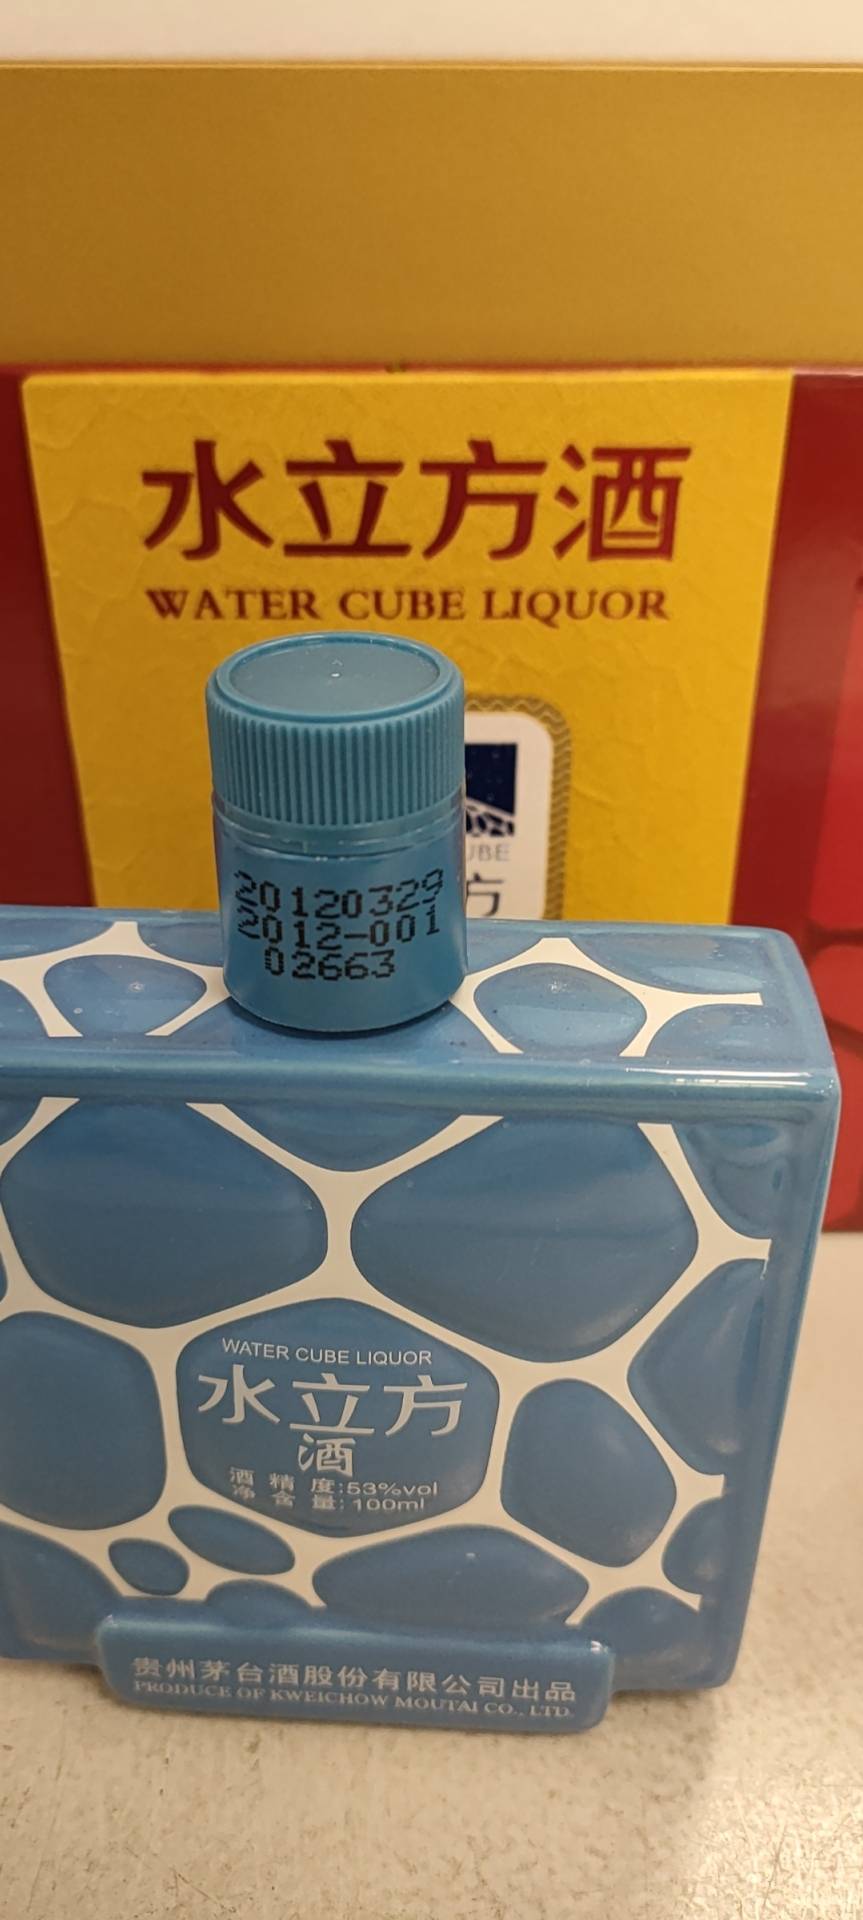 水立方酒
WATER CUBE LIQUOR
UBE
方
20120329
2012-001
02663
WATER CUBE LIQUOR
水立方
酒
酒精度:53%vol
净含量:100ml
贵州茅台酒股份有限公司出品
PRODUCE OF KWEICHOW MOUTAI CO., LTD.